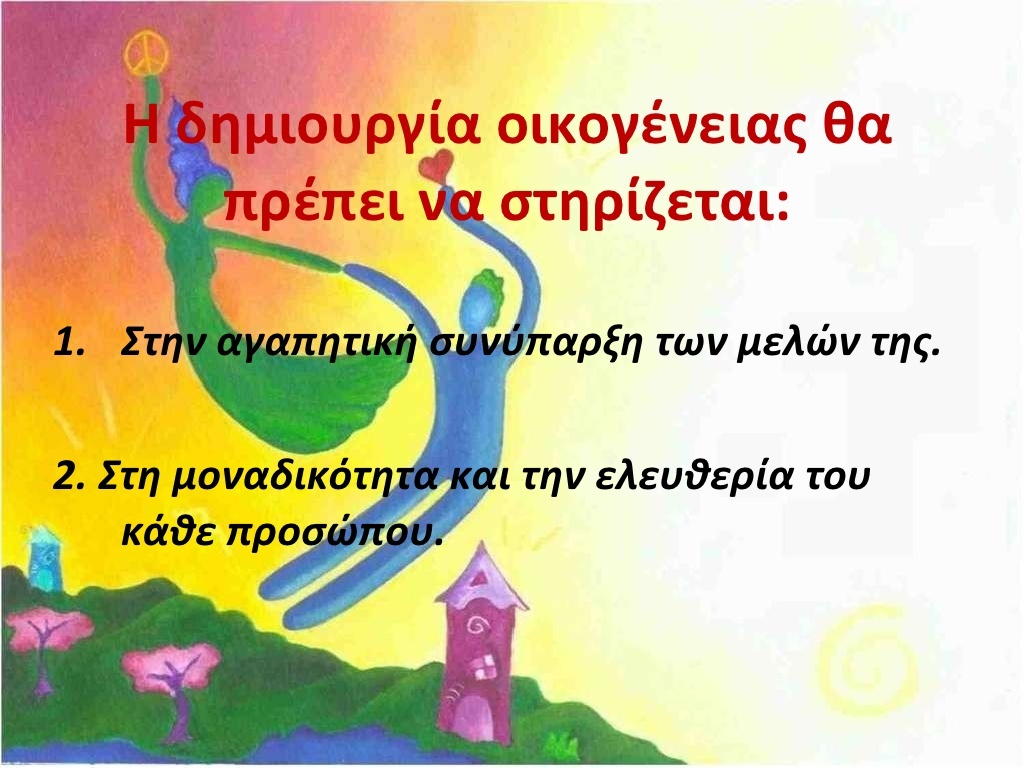 Η δημιουργία οικογένειας θα
πρέπει να στηρίζεται:
1. Στην αγαπητική συνύπαρξη των μελών της.
2. Στη μοναδικότητα και την ελευθερία του
κάθε προσώπου.